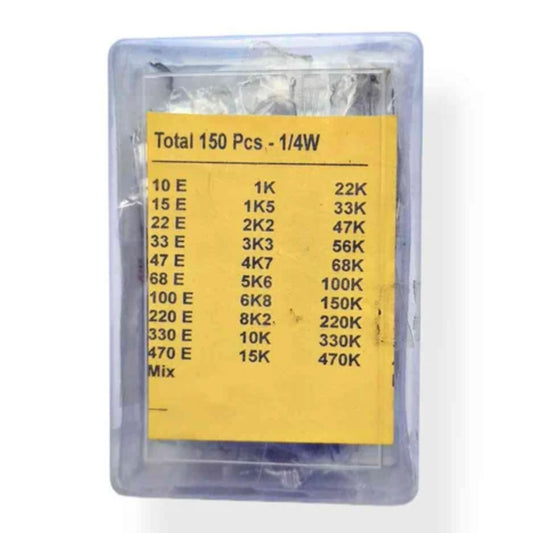 Total 150 Pcs.- 1/4W
10 E 1K 22K
15 E 1K5 33K
22 E 2K2 47K
33 E 3K3 56K
47 E 4K7 68K
68 E 5K6 100K
100 E 6K8 150K
220 E 8K2 220K
330 E 10K 330K
470 E 15K 470K
Mix